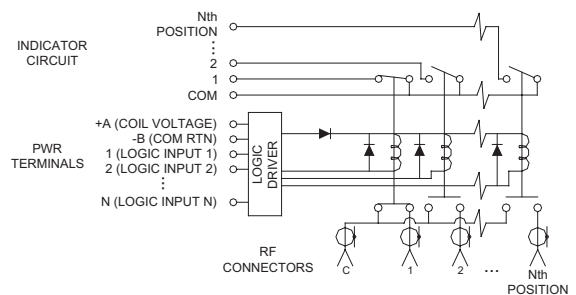 Nth
POSITION
INDICATOR
CIRCUIT
2
1
COM
+A (COIL VOLTAGE)
-B (COM RTN)
PWR
TERMINALS
1 (LOGIC INPUT 1)
2 (LOGIC INPUT 2)
N (LOGIC INPUT N)
LOGIC
DRIVER
RF
CONNECTORS
C
1
2
...
Nth
POSITION